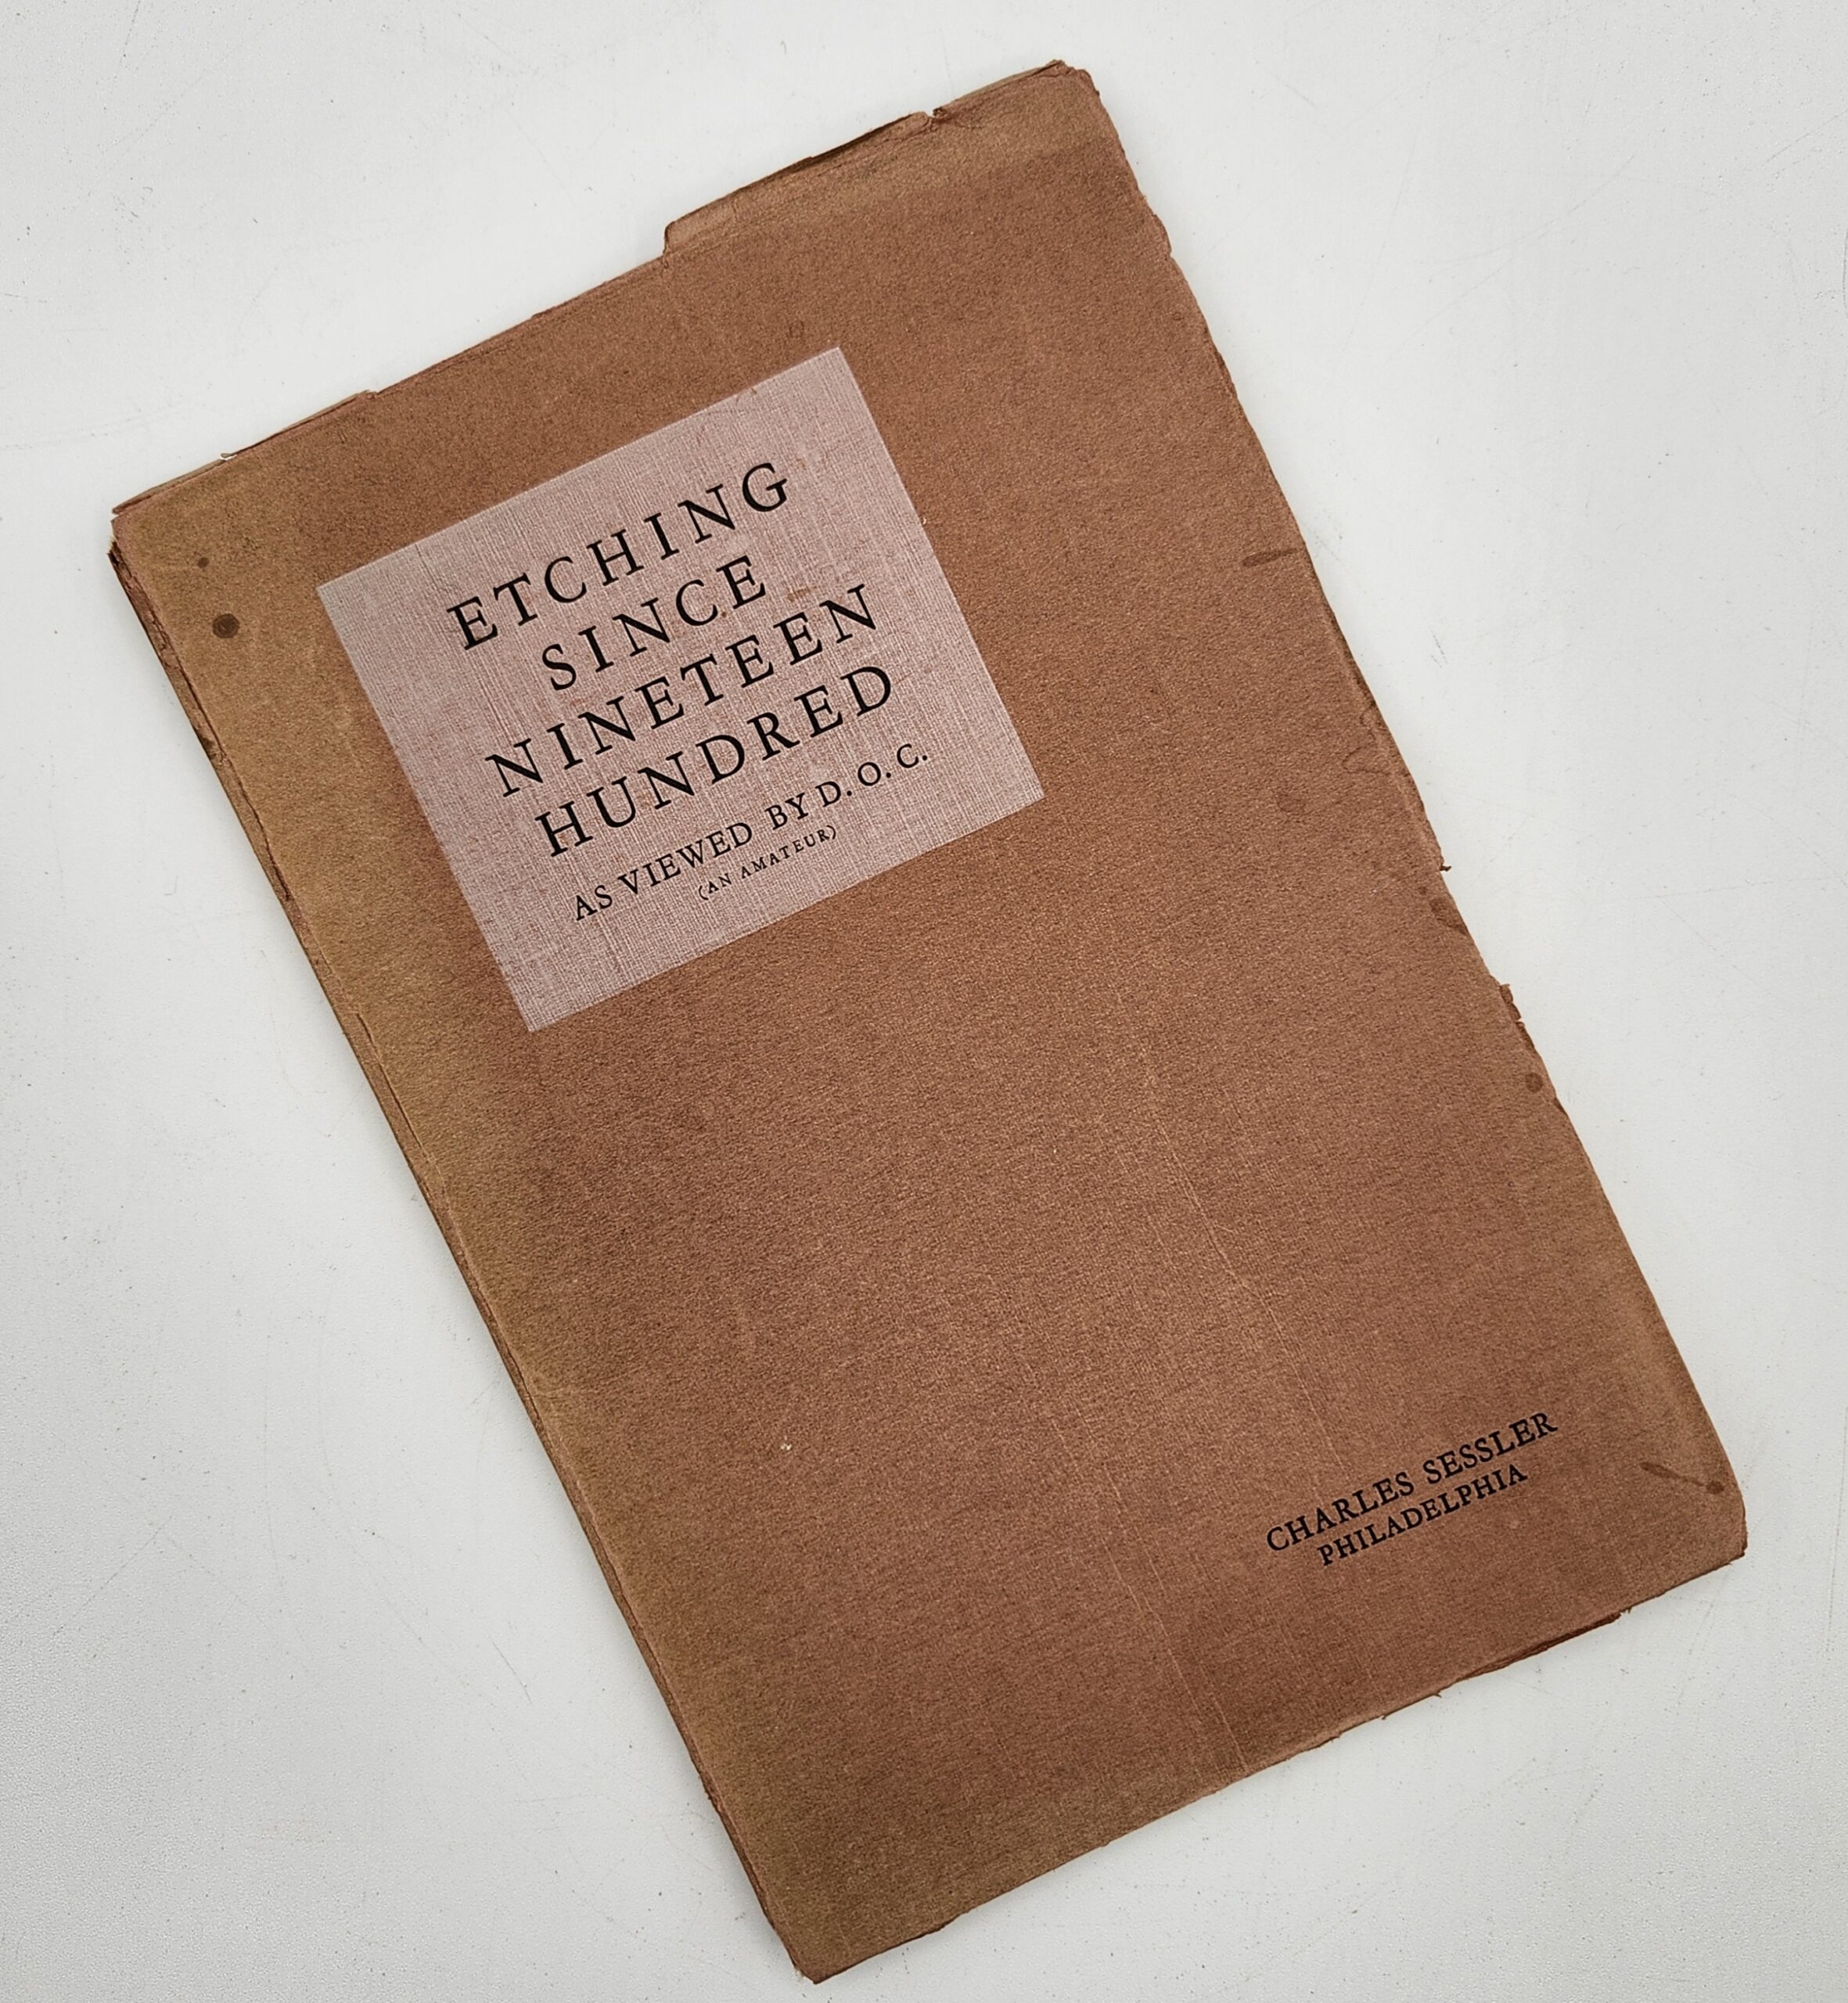 ETCHING
SINCE
NINETEEN
HUNDRED
AS VIEWED BY D. O. C.
(AN AMATEUR)
CHARLES SESSLER
PHILADELPHIA